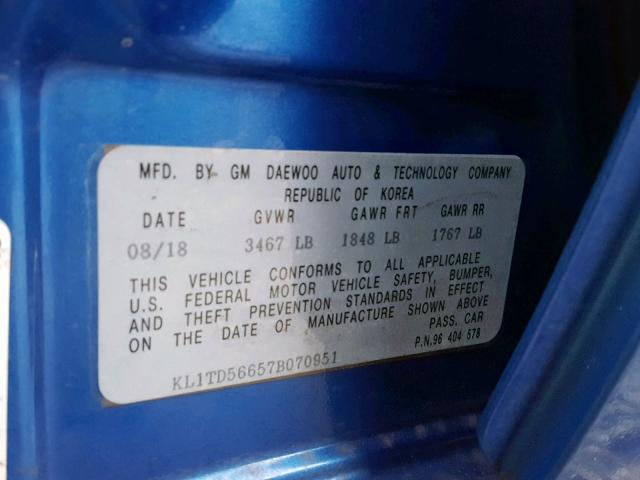 MFD. BY GM DAEWOO AUTO & TECHNOLOGY COMPANY
REPUBLIC OF KOREA
DATE GVWR GAWR FRT GAWR RR
08/18 3467 LB 1848 LB 1767 LB
THIS VEHICLE CONFORMS TO ALL APPLICABLE
U.S. FEDERAL MOTOR VEHICLE SAFETY, BUMPER,
AND THEFT PREVENTION STANDARDS IN EFFECT
ON THE DATE OF MANUFACTURE SHOWN ABOVE
PASS. CAR
P.N,96 404 578
KL1TD56657B070951